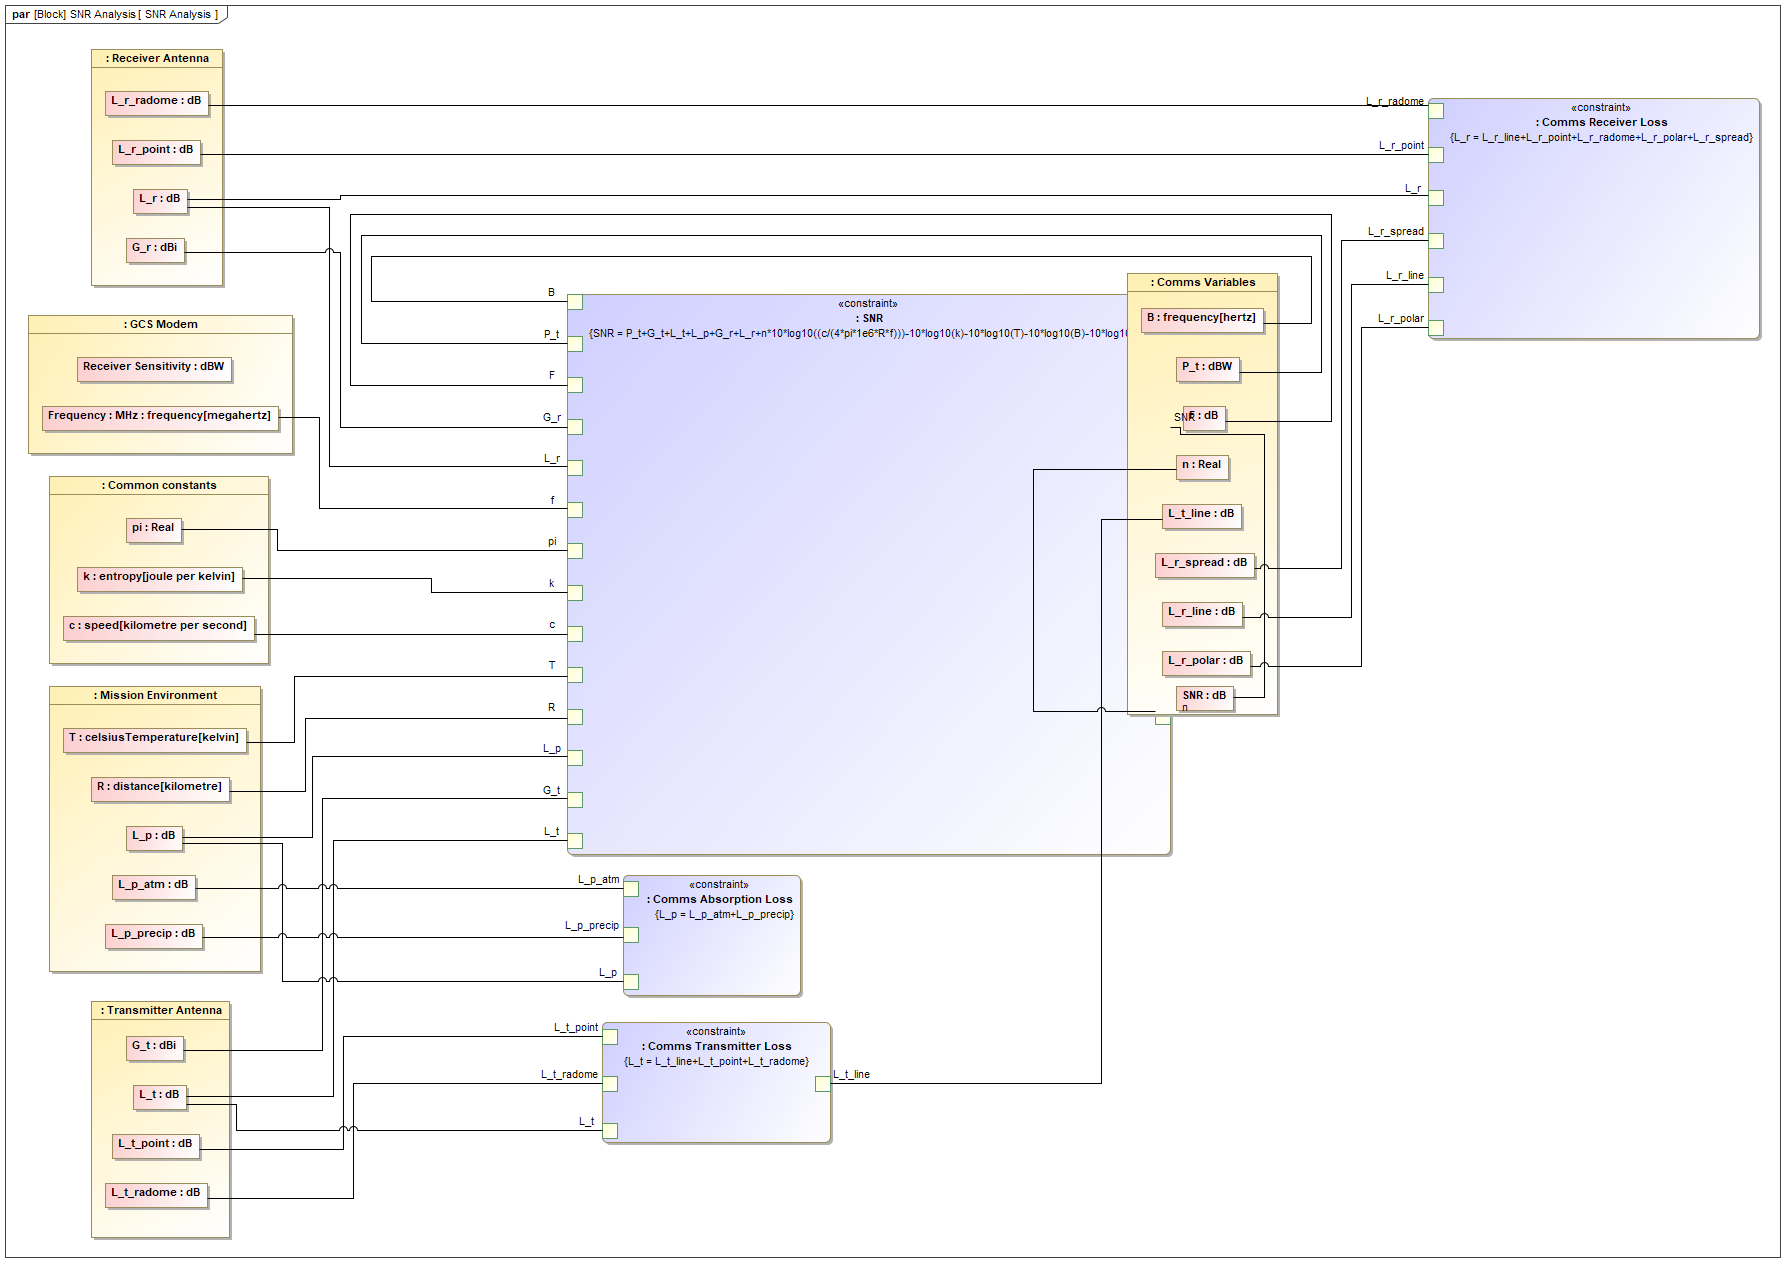 par [Block] SNR Analysis [ SNR Analysis ]
: Receiver Antenna
L_r_radome : dB
L_r_point : dB
L_r : dB
G_r : dBi
: GCS Modem
Receiver Sensitivity : dBW
Frequency : MHz : frequency[megahertz]
: Common constants
pi : Real
k : entropy[joule per kelvin]
c : speed[kilometre per second]
: Mission Environment
T : celsiusTemperature[kelvin]
R : distance[kilometre]
L_p : dB
L_p_atm : dB
L_p_precip : dB
: Transmitter Antenna
G_t : dBi
L_t : dB
L_t_point : dB
L_t_radome : dB
B
P_t
F
G_r
L_r
f
pi
k
c
T
R
L_p
G_t
L_t
«constraint»
: SNR
{SNR = P_t+G_t+L_t+L_p+G_r+L_r+n*10*log10((c/(4*pi*1e6*R*f)))-10*log10(k)-10*log10(T)-10*log10(B)-10*log10
L_p_atm
L_p_precip
L_p
«constraint»
: Comms Absorption Loss
{L_p = L_p_atm+L_p_precip}
L_t_point
L_t_radome
L_t
«constraint»
: Comms Transmitter Loss
{L_t = L_t_line+L_t_point+L_t_radome}
L_t_line
: Comms Variables
B : frequency[hertz]
P_t : dBW
SNR
F : dB
n : Real
L_t_line : dB
L_r_spread : dB
L_r_line : dB
L_r_polar : dB
SNR : dB
n
L_r_radome
L_r_point
L_r
L_r_spread
L_r_line
L_r_polar
«constraint»
: Comms Receiver Loss
{L_r = L_r_line+L_r_point+L_r_radome+L_r_polar+L_r_spread}